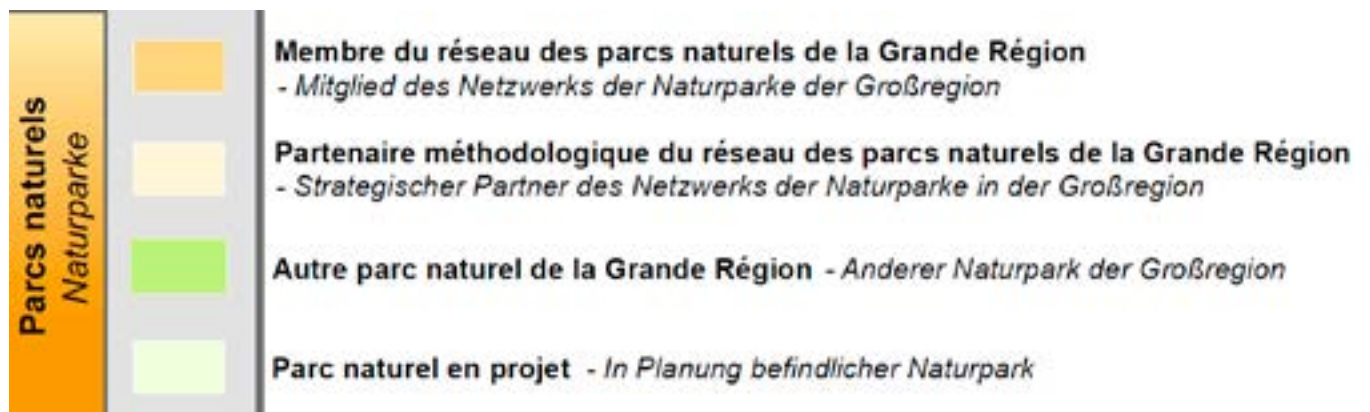 Parcs naturels
Naturparke
Membre du réseau des parcs naturels de la Grande Région
- Mitglied des Netzwerks der Naturparke der Großregion
Partenaire méthodologique du réseau des parcs naturels de la Grande Région
- Strategischer Partner des Netzwerks der Naturparke in der Großregion
Autre parc naturel de la Grande Région - Anderer Naturpark der Großregion
Parc naturel en projet - In Planung befindlicher Naturpark